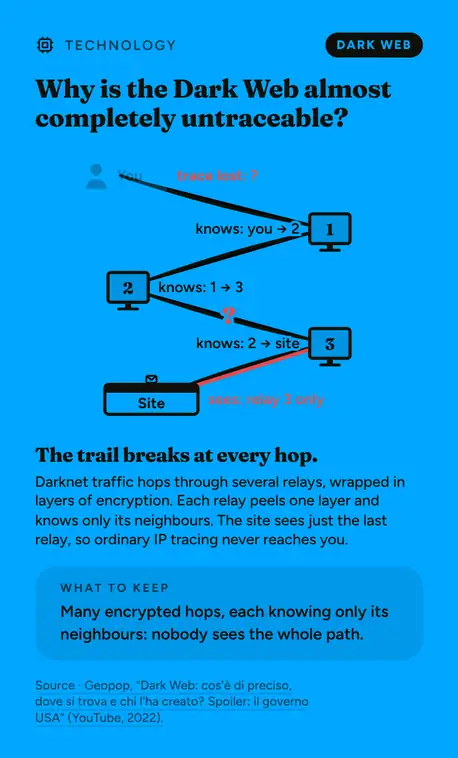 TECHNOLOGY
DARK WEB
Why is the Dark Web almost
completely untraceable?
You
trace lost: ?
knows: you → 2
1
2
knows: 1 → 3
?
knows: 2 → site
3
Site
sees: relay 3 only
The trail breaks at every hop.
Darknet traffic hops through several relays, wrapped in
layers of encryption. Each relay peels one layer and
knows only its neighbours. The site sees just the last
relay, so ordinary IP tracing never reaches you.
WHAT TO KEEP
Many encrypted hops, each knowing only its
neighbours: nobody sees the whole path.
Source · Geopop, "Dark Web: cos'è di preciso,
dove si trova e chi l'ha creato? Spoiler: il governo
USA" (YouTube, 2022).